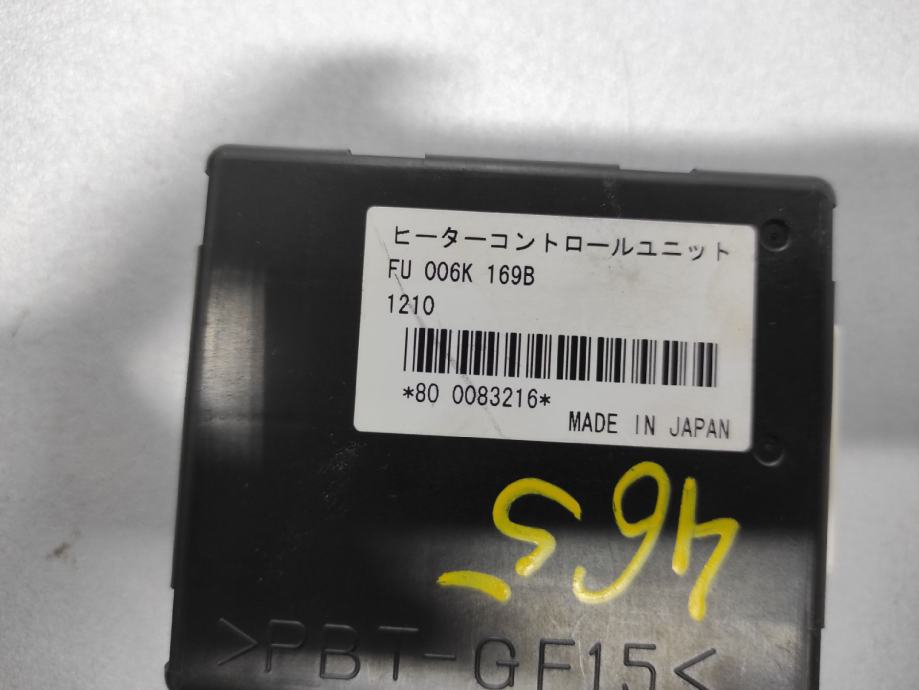 ヒーターコントロールユニット
FU 006K 169B
1210
*80 0083216*
MADE IN JAPAN
465
>PBT-GF15<